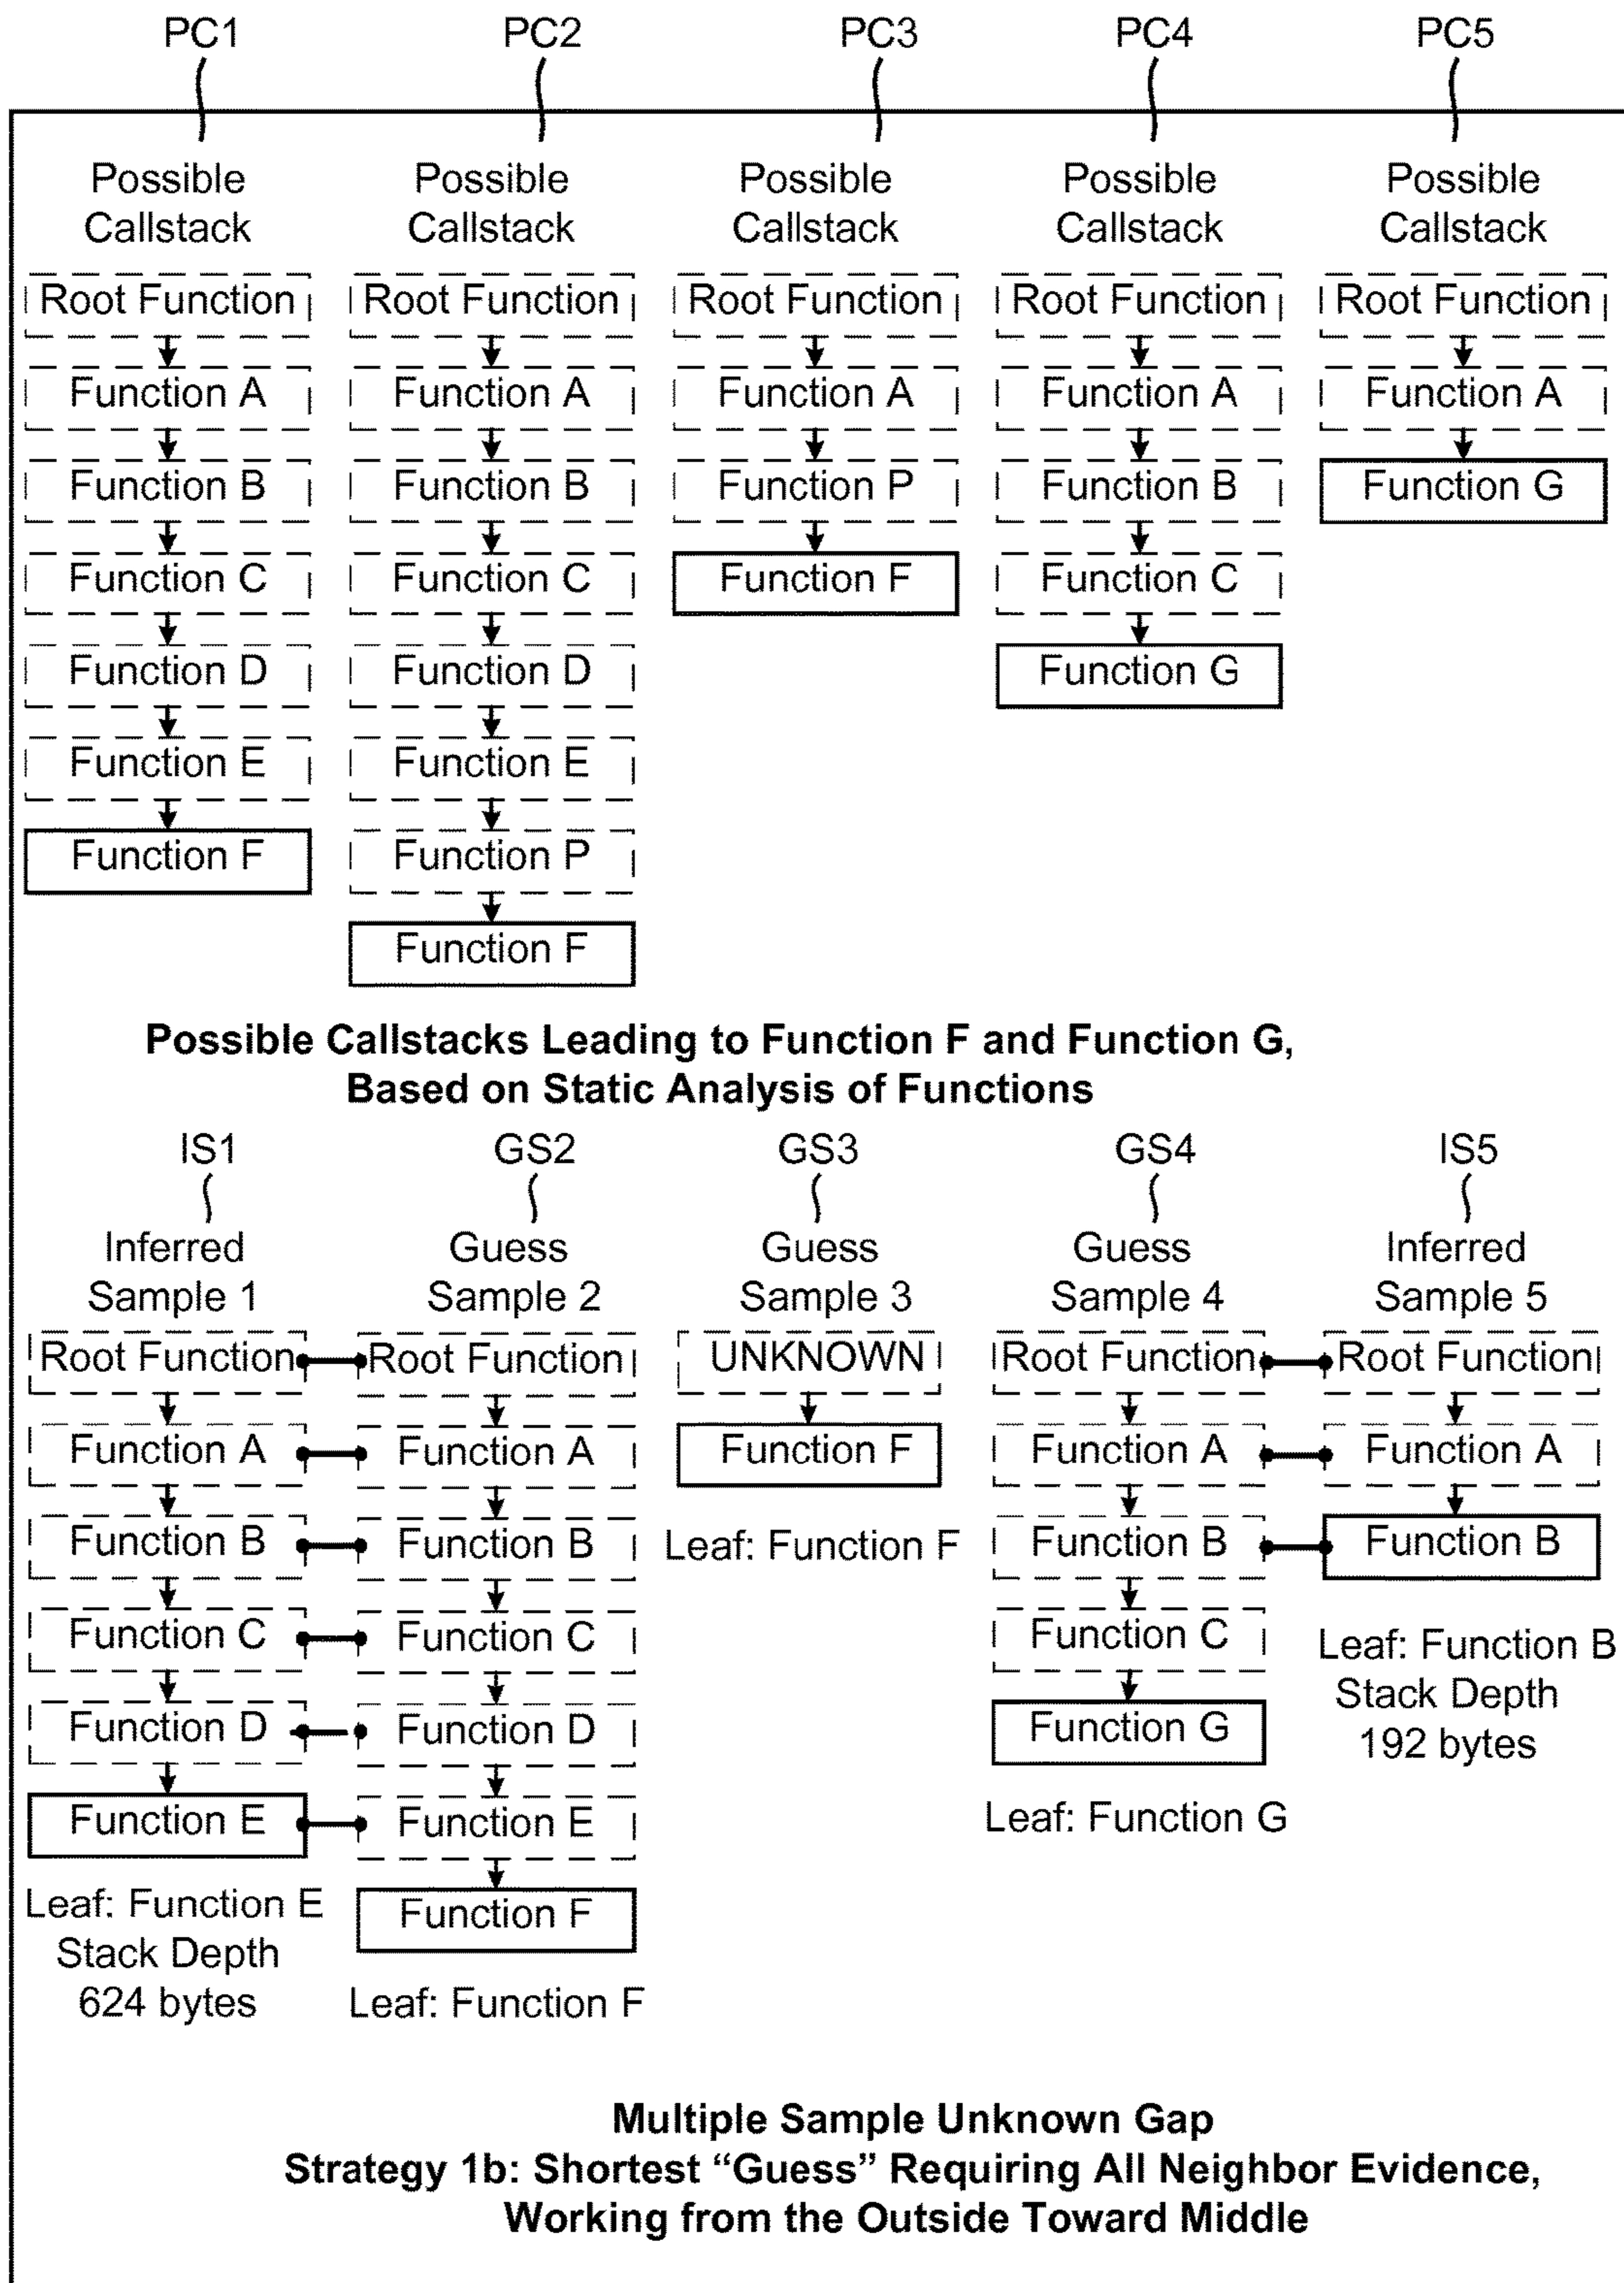 PC1 PC2 PC3 PC4 PC5
Possible Possible Possible Possible Possible
Callstack Callstack Callstack Callstack Callstack
Root Function Root Function Root Function Root Function Root Function
Function A Function A Function A Function A Function A
Function B Function B Function P Function B Function G
Function C Function C Function F Function C
Function D Function D Function G
Function E Function E
Function F Function P
Function F
Possible Callstacks Leading to Function F and Function G,
Based on Static Analysis of Functions
IS1 GS2 GS3 GS4 IS5
Inferred Guess Guess Guess Inferred
Sample 1 Sample 2 Sample 3 Sample 4 Sample 5
Root Function Root Function UNKNOWN Root Function Root Function
Function A Function A Function F Function A Function A
Function B Function B Leaf: Function F Function B Function B
Function C Function C Function C Leaf: Function B
Stack Depth
Function D Function D Function G 192 bytes
Function E Function E Leaf: Function G
Leaf: Function E Function F
Stack Depth
624 bytes Leaf: Function F
Multiple Sample Unknown Gap
Strategy 1b: Shortest “Guess” Requiring All Neighbor Evidence,
Working from the Outside Toward Middle